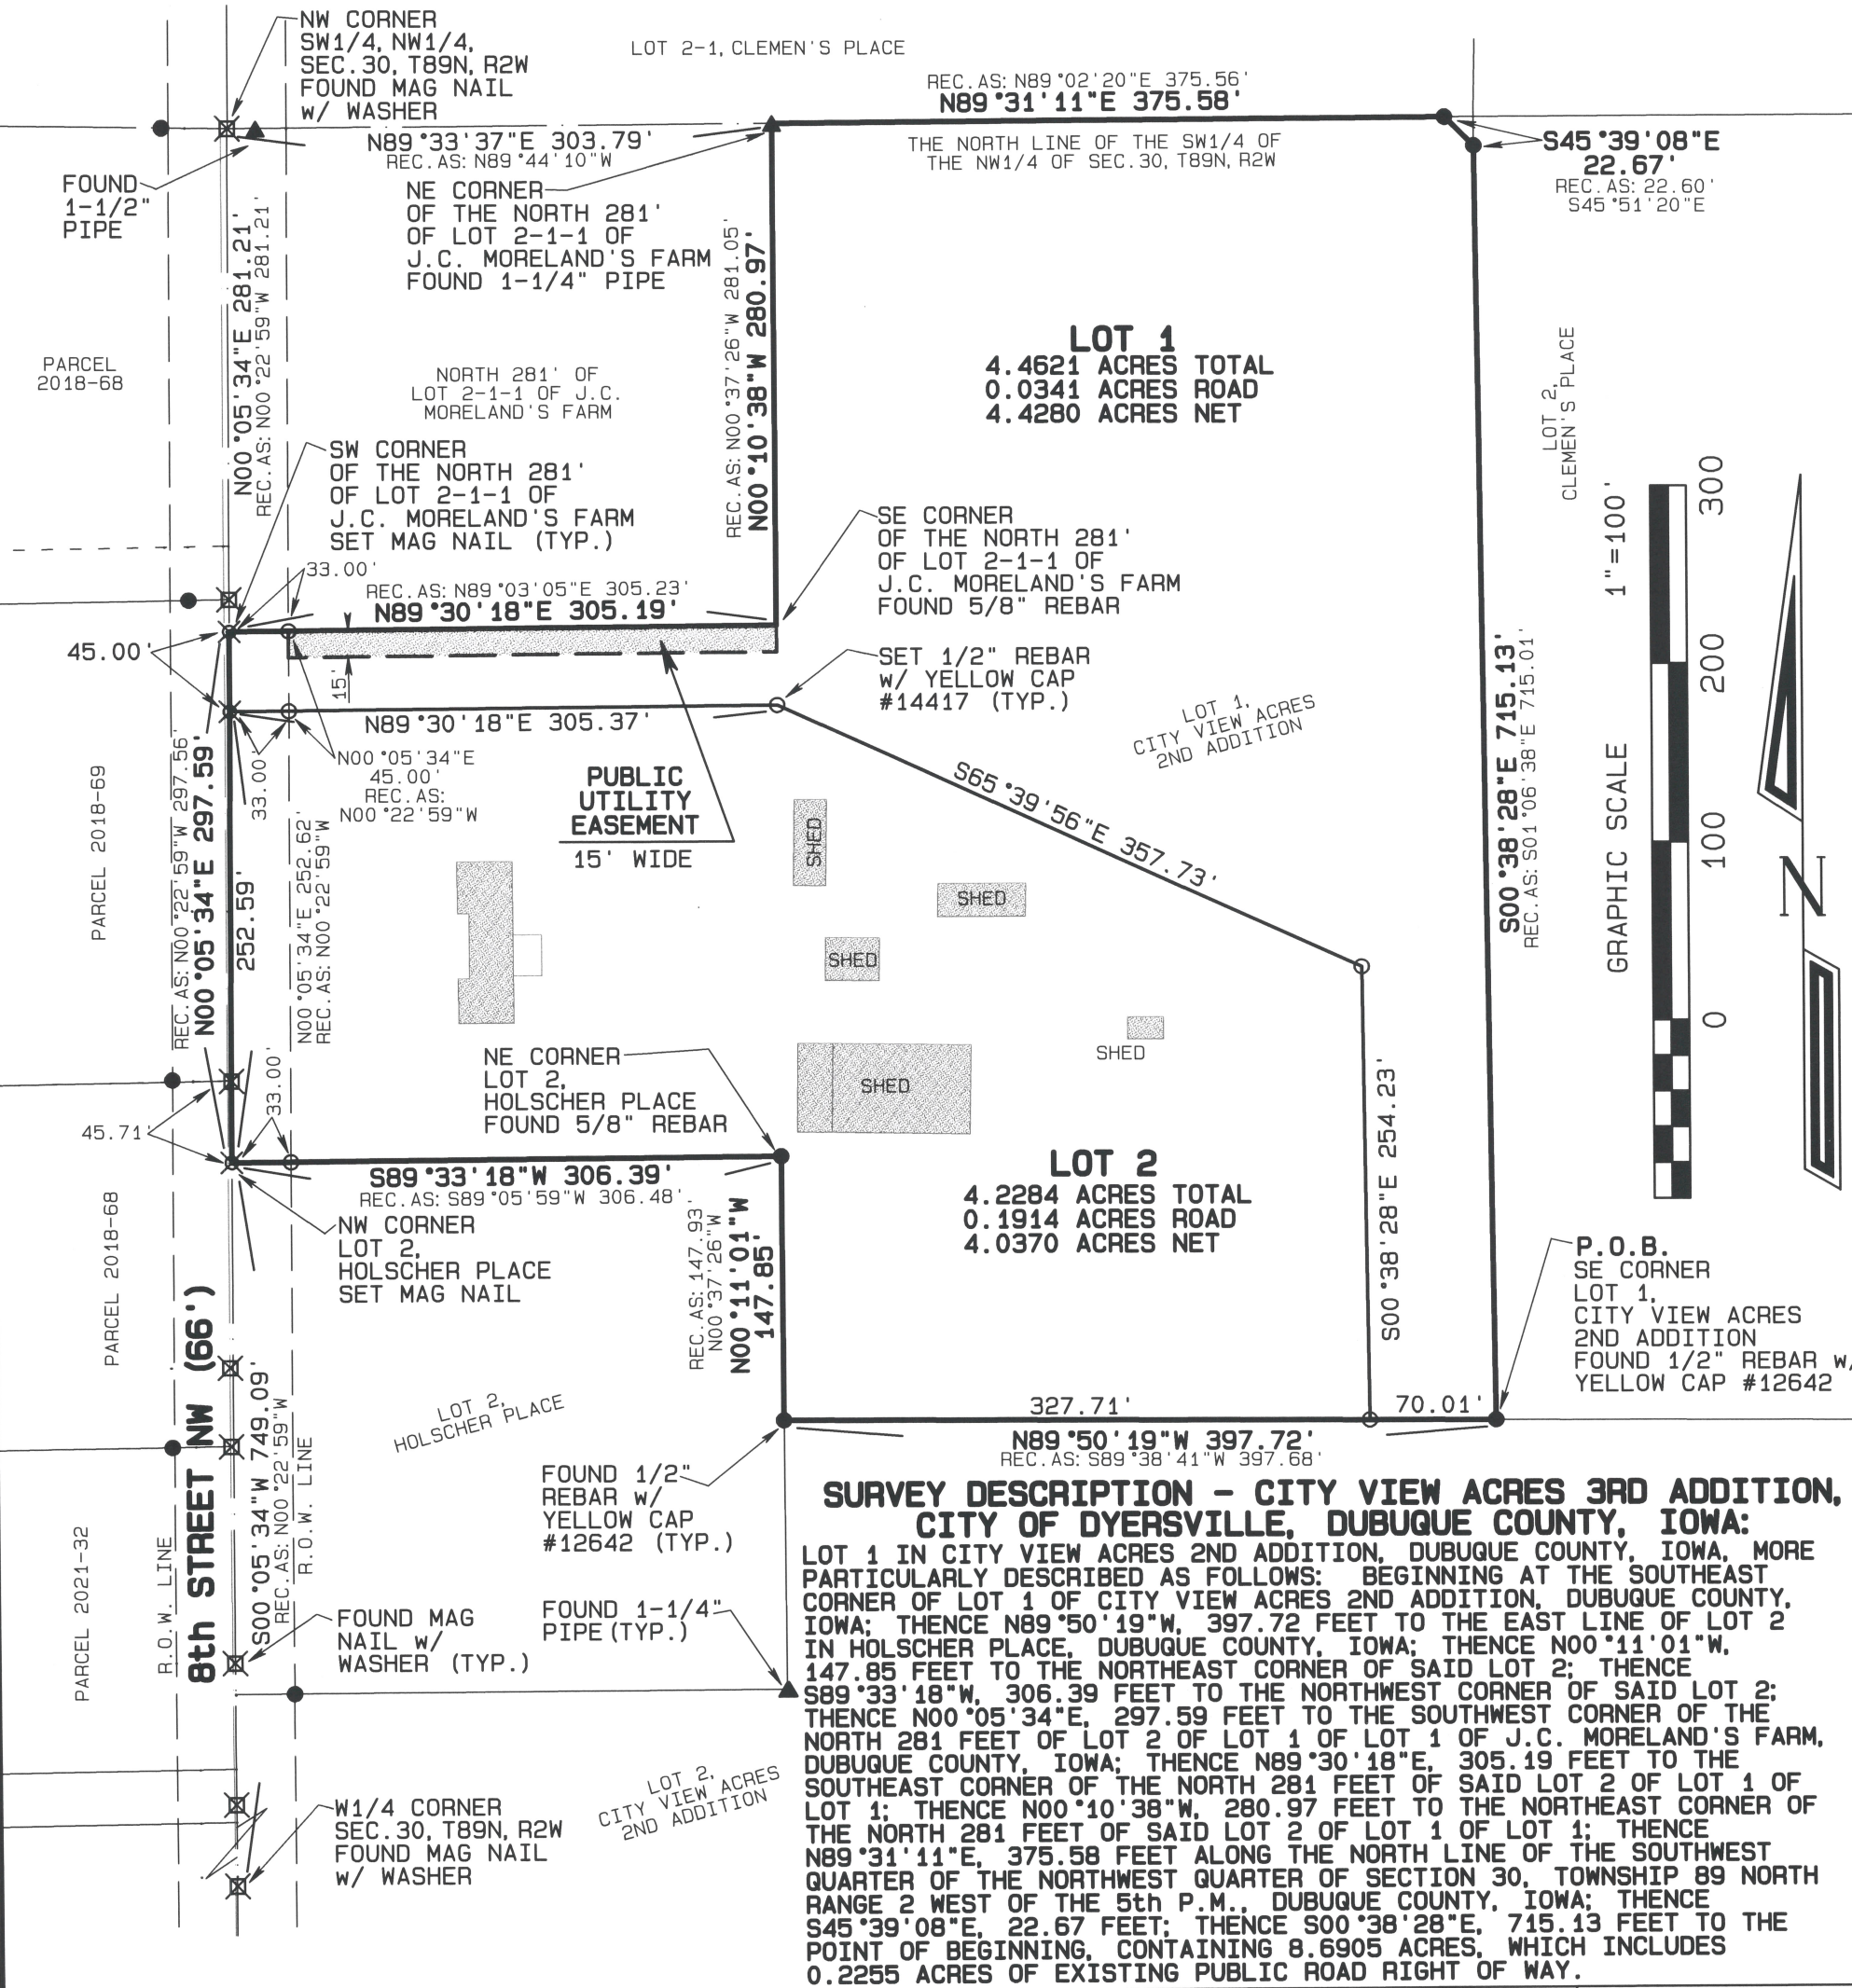 NW CORNER
SW1/4, NW1/4,
SEC.30, T89N, R2W
FOUND MAG NAIL
w/ WASHER
LOT 2-1, CLEMEN'S PLACE
REC.AS: N89°02'20"E 375.56'
N89°31'11"E 375.58'
THE NORTH LINE OF THE SW1/4 OF
THE NW1/4 OF SEC.30, T89N, R2W
S45°39'08"E
22.67'
REC.AS: 22.60'
S45°51'20"E
N89°33'37"E 303.79'
REC.AS: N89°44'10"W
FOUND
1-1/2"
PIPE
NE CORNER
OF THE NORTH 281'
OF LOT 2-1-1 OF
J.C. MORELAND'S FARM
FOUND 1-1/4" PIPE
N00°05'34"E 281.21'
REC.AS: N00°22'59"W 281.21'
REC.AS: N00°37'26"W 281.05'
N00°10'38"W 280.97'
LOT 1
4.4621 ACRES TOTAL
0.0341 ACRES ROAD
4.4280 ACRES NET
PARCEL
2018-68
NORTH 281' OF
LOT 2-1-1 OF J.C.
MORELAND'S FARM
LOT 2,
CLEMEN'S PLACE
SW CORNER
OF THE NORTH 281'
OF LOT 2-1-1 OF
J.C. MORELAND'S FARM
SET MAG NAIL (TYP.)
SE CORNER
OF THE NORTH 281'
OF LOT 2-1-1 OF
J.C. MORELAND'S FARM
FOUND 5/8" REBAR
33.00'
REC.AS: N89°03'05"E 305.23'
N89°30'18"E 305.19'
45.00'
15'
SET 1/2" REBAR
w/ YELLOW CAP
#14417 (TYP.)
N89°30'18"E 305.37'
LOT 1,
CITY VIEW ACRES
2ND ADDITION
S00°38'28"E 715.13'
REC.AS: S01°06'38"E 715.01'
GRAPHIC SCALE 1"=100'
0 100 200 300
N
N00°05'34"E
45.00'
REC.AS:
N00°22'59"W
33.00'
PUBLIC
UTILITY
EASEMENT
15' WIDE
S65°39'56"E 357.73'
PARCEL 2018-69
REC.AS: N00°22'59"W 297.56'
N00°05'34"E 297.59'
252.59'
N00°05'34"E 252.62'
REC.AS: N00°22'59"W
SHED
SHED
SHED
SHED
SHED
NE CORNER
LOT 2,
HOLSCHER PLACE
FOUND 5/8" REBAR
33.00'
45.71'
S89°33'18"W 306.39'
REC.AS: S89°05'59"W 306.48'
NW CORNER
LOT 2,
HOLSCHER PLACE
SET MAG NAIL
REC.AS: 147.93'
N00°37'26"W
N00°11'01"W
147.85'
LOT 2
4.2284 ACRES TOTAL
0.1914 ACRES ROAD
4.0370 ACRES NET
S00°38'28"E 254.23'
P.O.B.
SE CORNER
LOT 1,
CITY VIEW ACRES
2ND ADDITION
FOUND 1/2" REBAR w/
YELLOW CAP #12642
PARCEL 2018-68
8th STREET NW (66')
S00°05'34"W 749.09'
REC.AS: N00°22'59"W
R.O.W. LINE
R.O.W. LINE
LOT 2,
HOLSCHER PLACE
327.71'
70.01'
N89°50'19"W 397.72'
REC.AS: S89°38'41"W 397.68'
FOUND 1/2"
REBAR w/
YELLOW CAP
#12642 (TYP.)
PARCEL 2021-32
FOUND MAG
NAIL w/
WASHER (TYP.)
FOUND 1-1/4"
PIPE (TYP.)
LOT 2,
CITY VIEW ACRES
2ND ADDITION
W1/4 CORNER
SEC.30, T89N, R2W
FOUND MAG NAIL
w/ WASHER
SURVEY DESCRIPTION - CITY VIEW ACRES 3RD ADDITION,
CITY OF DYERSVILLE, DUBUQUE COUNTY, IOWA:
LOT 1 IN CITY VIEW ACRES 2ND ADDITION, DUBUQUE COUNTY, IOWA, MORE
PARTICULARLY DESCRIBED AS FOLLOWS: BEGINNING AT THE SOUTHEAST
CORNER OF LOT 1 OF CITY VIEW ACRES 2ND ADDITION, DUBUQUE COUNTY,
IOWA; THENCE N89°50'19"W, 397.72 FEET TO THE EAST LINE OF LOT 2
IN HOLSCHER PLACE, DUBUQUE COUNTY, IOWA; THENCE N00°11'01"W,
147.85 FEET TO THE NORTHEAST CORNER OF SAID LOT 2; THENCE
S89°33'18"W, 306.39 FEET TO THE NORTHWEST CORNER OF SAID LOT 2;
THENCE N00°05'34"E, 297.59 FEET TO THE SOUTHWEST CORNER OF THE
NORTH 281 FEET OF LOT 2 OF LOT 1 OF LOT 1 OF J.C. MORELAND'S FARM,
DUBUQUE COUNTY, IOWA; THENCE N89°30'18"E, 305.19 FEET TO THE
SOUTHEAST CORNER OF THE NORTH 281 FEET OF SAID LOT 2 OF LOT 1 OF
LOT 1; THENCE N00°10'38"W, 280.97 FEET TO THE NORTHEAST CORNER OF
THE NORTH 281 FEET OF SAID LOT 2 OF LOT 1 OF LOT 1; THENCE
N89°31'11"E, 375.58 FEET ALONG THE NORTH LINE OF THE SOUTHWEST
QUARTER OF THE NORTHWEST QUARTER OF SECTION 30, TOWNSHIP 89 NORTH
RANGE 2 WEST OF THE 5th P.M., DUBUQUE COUNTY, IOWA; THENCE
S45°39'08"E, 22.67 FEET; THENCE S00°38'28"E, 715.13 FEET TO THE
POINT OF BEGINNING, CONTAINING 8.6905 ACRES, WHICH INCLUDES
0.2255 ACRES OF EXISTING PUBLIC ROAD RIGHT OF WAY.